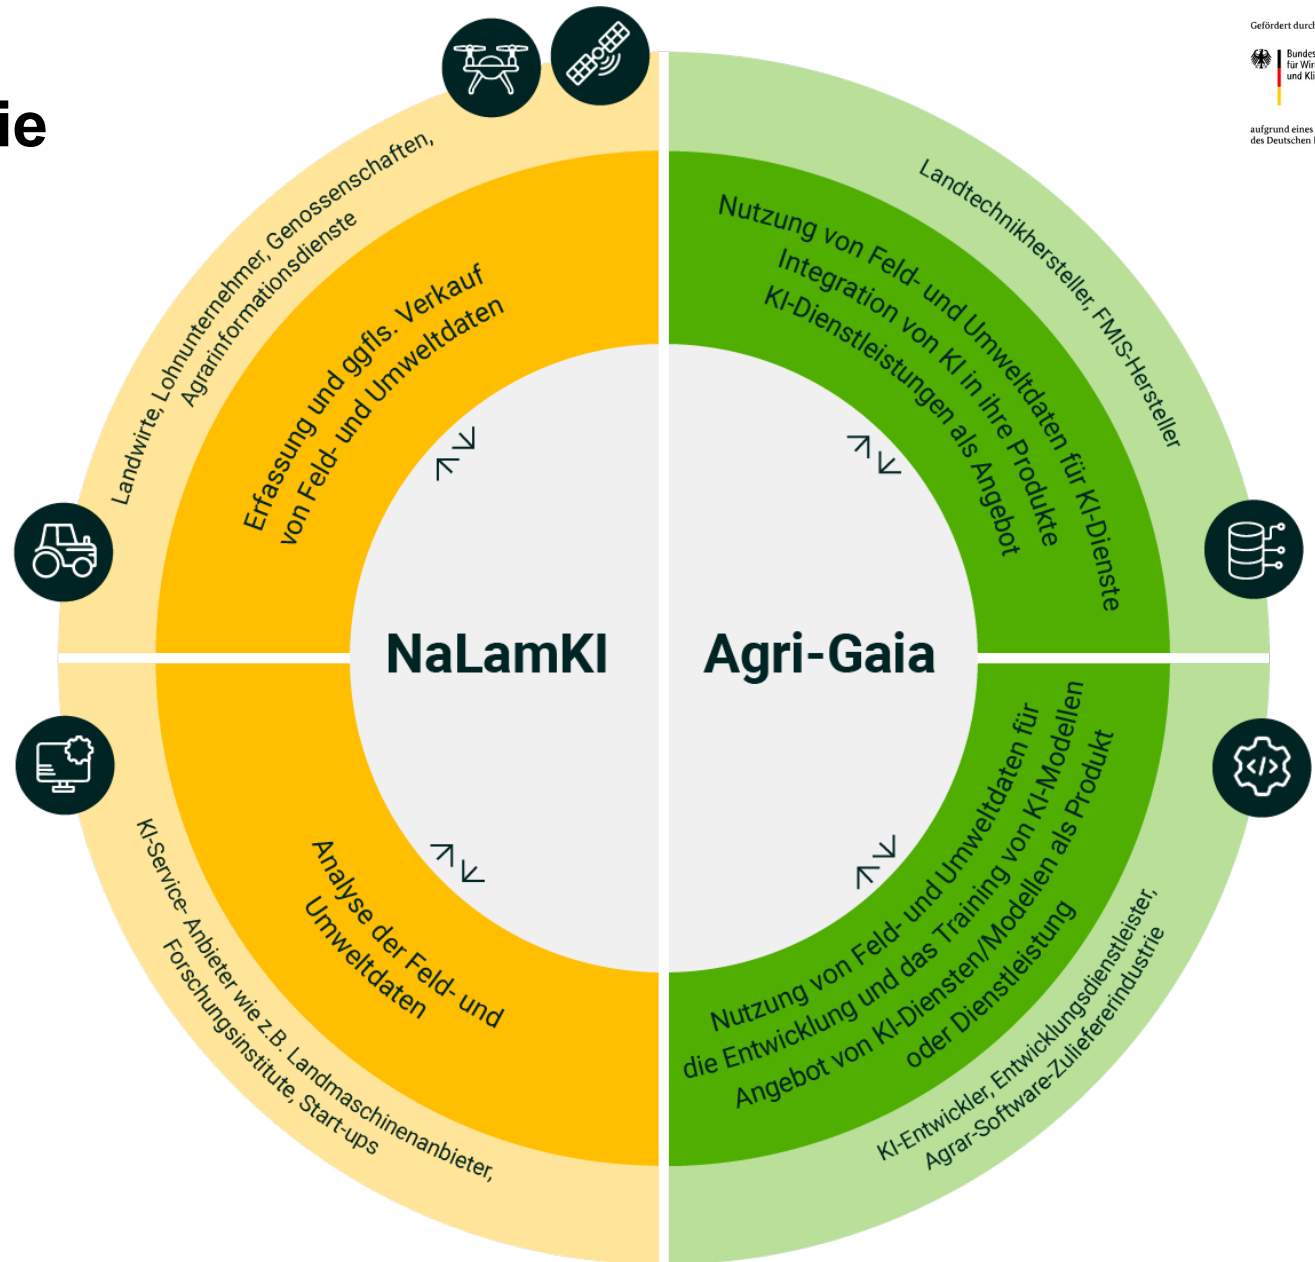 ie
Gefördert durch
für
und
aufgrund eines
des Deutschen
Landwirte, Lohnunternehmer, Genossenschaften,
Agrarinformationsdienste
Erfassung und ggfls. Verkauf
von Feld- und Umweltdaten
Landtechnikhersteller, FMIS-Hersteller
Nutzung von Feld- und Umweltdaten für KI-Dienste
Integration von KI in ihre Produkte
KI-Dienstleistungen als Angebot
NaLamKI
Agri-Gaia
Analyse der Feld- und
Umweltdaten
KI-Service- Anbieter wie z.B. Landmaschinenanbieter,
Forschungsinstitute, Start-ups
Nutzung von Feld- und Umweltdaten für
die Entwicklung und das Training von KI-Modellen
Angebot von KI-Diensten/Modellen als Produkt
oder Dienstleistung
KI-Entwickler, Entwicklungsdienstleister,
Agrar-Software-Zuliefererindustrie